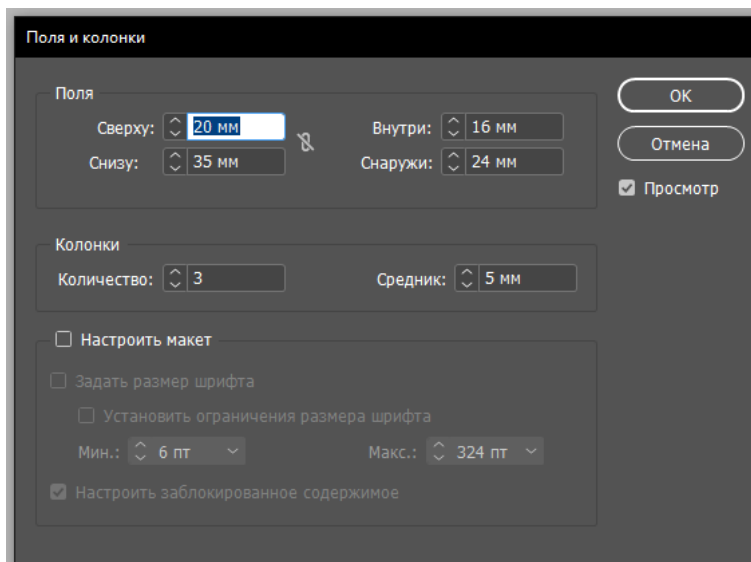 Поля и колонки
Поля
Сверху: 20 мм Внутри: 16 мм
Снизу: 35 мм Снаружи: 24 мм
OK
Отмена
Просмотр
Колонки
Количество: 3 Средник: 5 мм
Настроить макет
Задать размер шрифта
Установить ограничения размера шрифта
Мин.: 6 пт Макс.: 324 пт
Настроить заблокированное содержимое